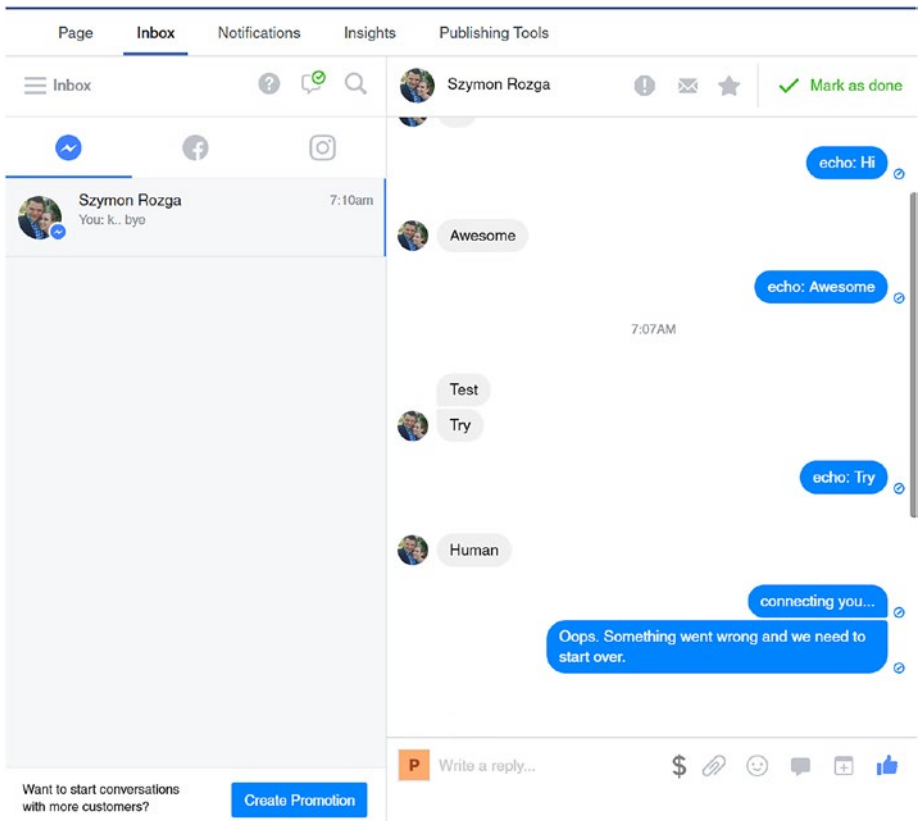 Page Inbox Notifications Insights Publishing Tools
Inbox
Szymon Rozga
Mark as done
Szymon Rozga 7:10am
You: k.. bye
echo: Hi
Awesome
echo: Awesome
7:07AM
Test
Try
echo: Try
Human
connecting you...
Oops. Something went wrong and we need to
start over.
P Write a reply...
Want to start conversations
with more customers?
Create Promotion